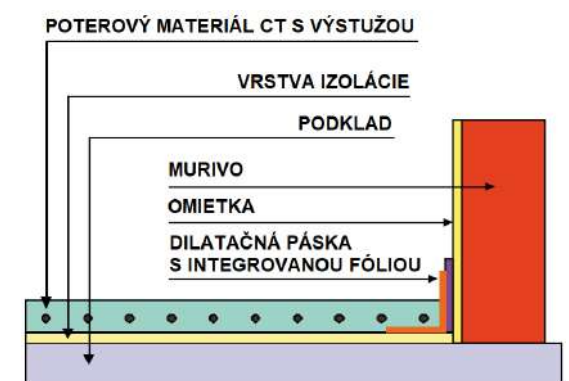 POTEROVÝ MATERIÁL CT S VÝSTUŽOU
VRSTVA IZOLÁCIE
PODKLAD
MURIVO
OMIETKA
DILATAČNÁ PÁSKA
S INTEGROVANOU FÓLIOU